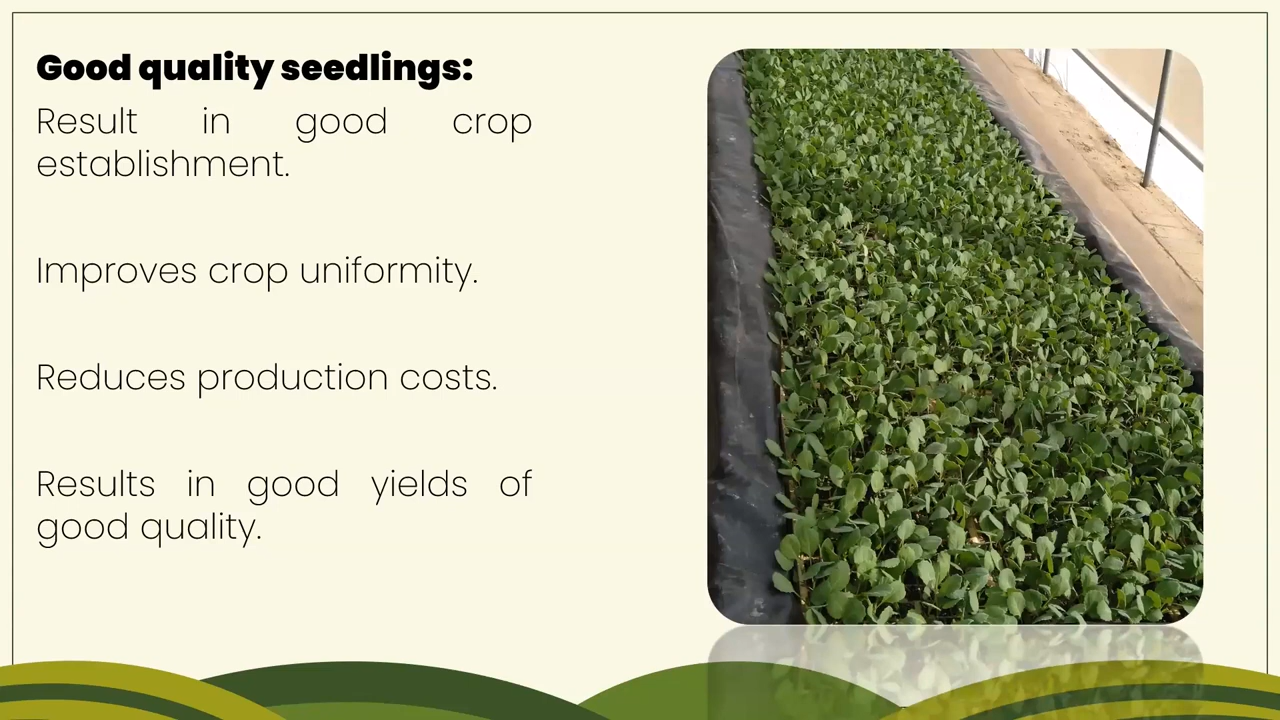 Good quality seedlings:
Result in good crop
establishment.
Improves crop uniformity.
Reduces production costs.
Results in good yields of
good quality.